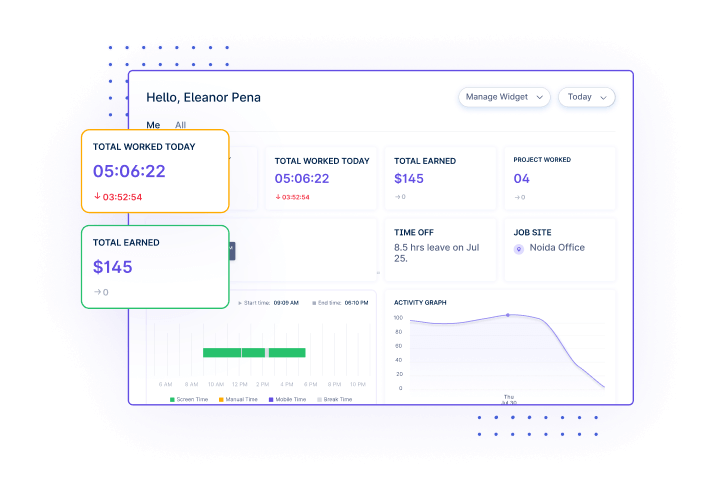 Hello, Eleanor Pena
Manage Widget
Today
Me
All
TOTAL WORKED TODAY
05:06:22
↓ 03:52:54
TOTAL EARNED
$145
→ 0
TOTAL WORKED TODAY
05:06:22
↓ 03:52:54
TOTAL EARNED
$145
→ 0
PROJECT WORKED
04
→ 0
TIME OFF
8.5 hrs leave on Jul
25,
JOB SITE
Noida Office
Start time: 09:09 AM
End time: 06:10 PM
6 AM 8 AM 10 AM 12 PM 2 PM 4 PM 6 PM 8 PM 10 PM
Screen Time Manual Time Mobile Time Break Time
ACTIVITY GRAPH
100
80
60
40
20
0
Thu
Jul 30